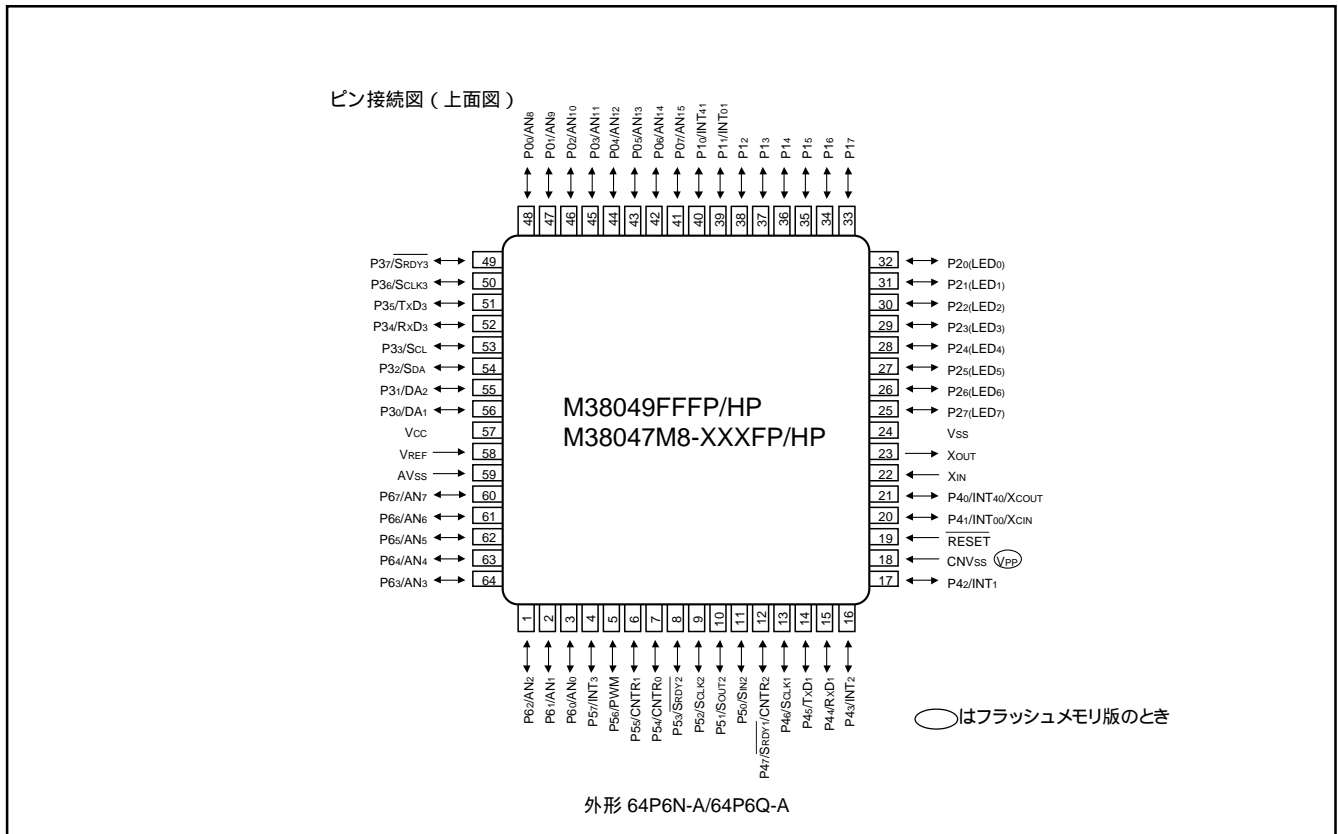 ピン接続図 ( 上面図 )
P00/AN8
P01/AN9
P02/AN10
P03/AN11
P04/AN12
P05/AN13
P06/AN14
P07/AN15
P10/INT41
P11/INT01
P12
P13
P14
P15
P16
P17
48 47 46 45 44 43 42 41 40 39 38 37 36 35 34 33
P37/SRDY3 49
P36/SCLK3 50
P35/TxD3 51
P34/RxD3 52
P33/SCL 53
P32/SDA 54
P31/DA2 55
P30/DA1 56
VCC 57
VREF 58
AVSS 59
P67/AN7 60
P66/AN6 61
P65/AN5 62
P64/AN4 63
P63/AN3 64
M38049FFFP/HP
M38047M8-XXXFP/HP
32 P20(LED0)
31 P21(LED1)
30 P22(LED2)
29 P23(LED3)
28 P24(LED4)
27 P25(LED5)
26 P26(LED6)
25 P27(LED7)
24 VSS
23 XOUT
22 XIN
21 P40/INT40/XCOUT
20 P41/INT00/XCIN
19 RESET
18 CNVSS VPP
17 P42/INT1
1 2 3 4 5 6 7 8 9 10 11 12 13 14 15 16
P62/AN2
P61/AN1
P60/AN0
P57/INT3
P56/PWM
P55/CNTR1
P54/CNTR0
P53/SRDY2
P52/SCLK2
P51/SOUT2
P50/SIN2
P47/SRDY1/CNTR2
P46/SCLK1
P45/TxD1
P44/RxD1
P43/INT2
はフラッシュメモリ版のとき
外形 64P6N-A/64P6Q-A